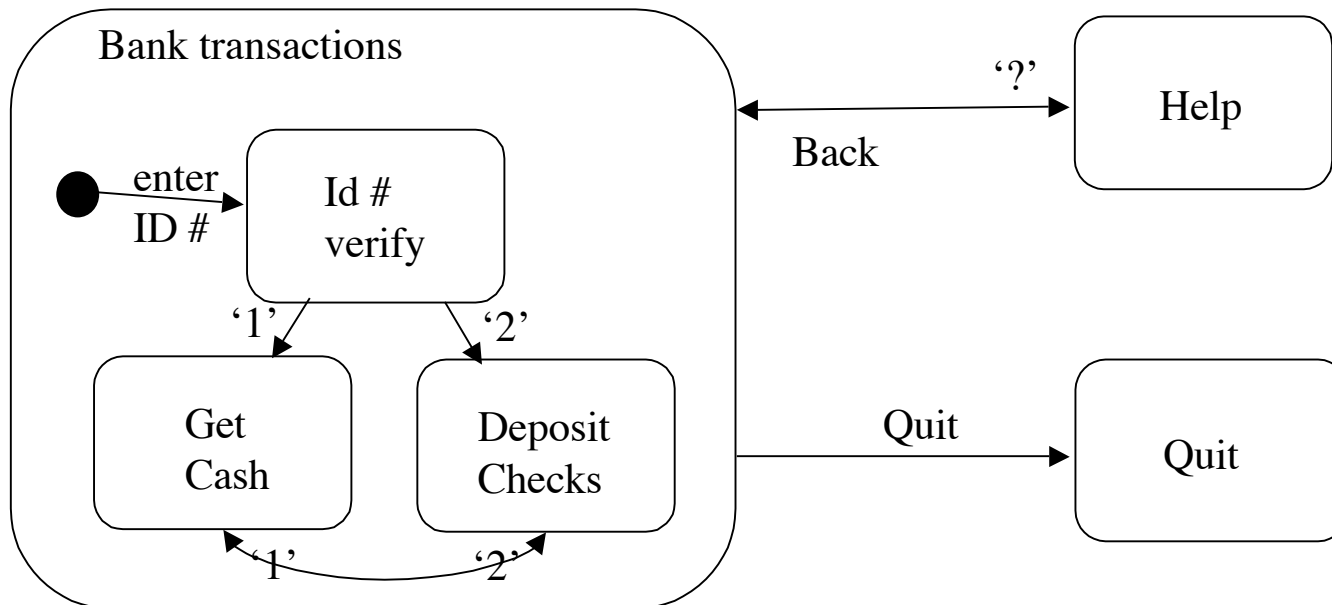 Bank transactions
‘?’
Help
Back
enter
ID #
Id #
verify
‘1’
‘2’
Get
Cash
Deposit
Checks
Quit
Quit
‘1’
‘2’